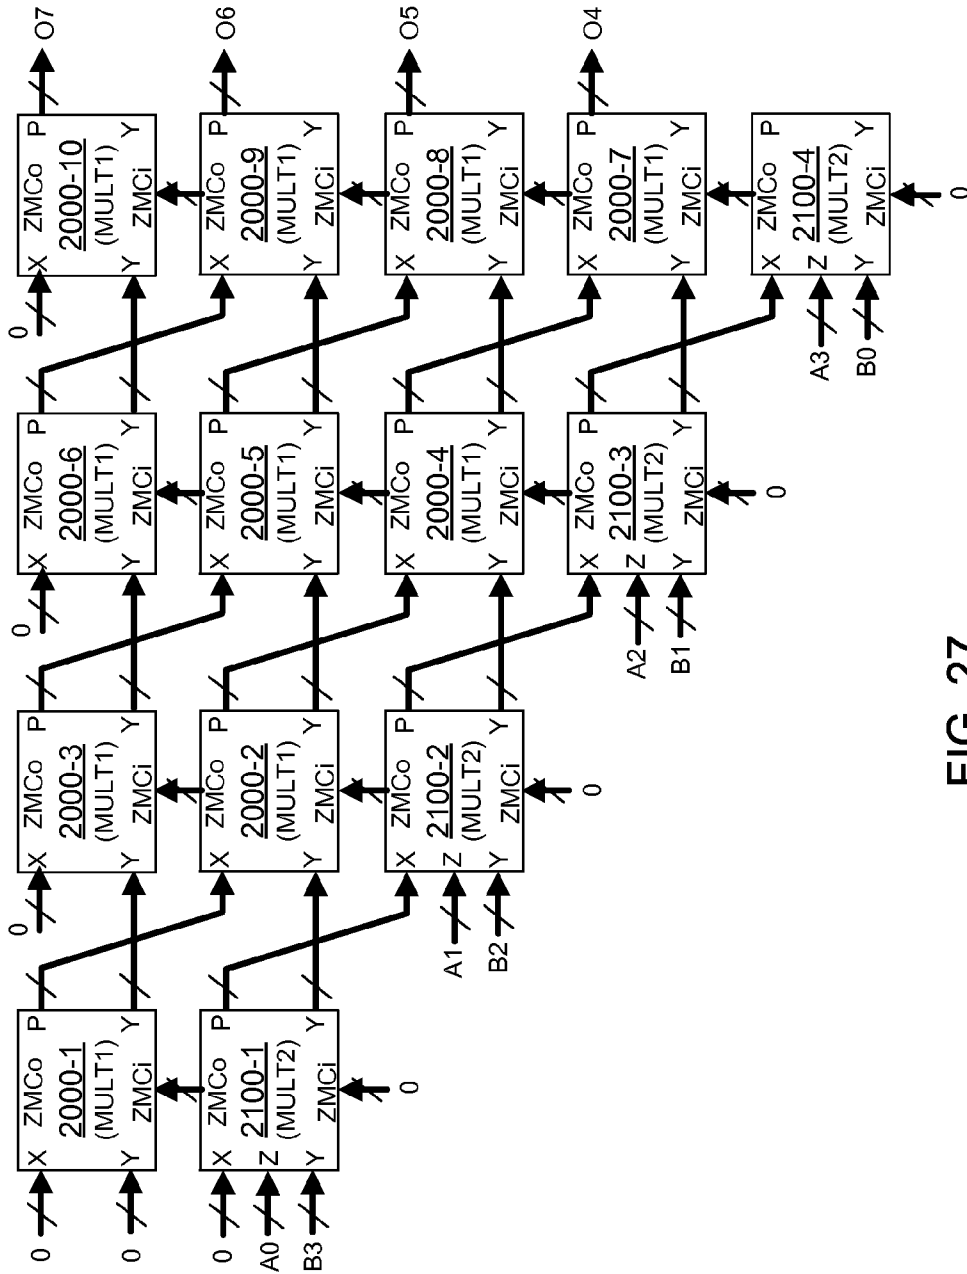 0
0
X
Y
ZMCo
2000-1
(MULT1)
ZMCi
P
Y
0
X
Y
ZMCo
2000-3
(MULT1)
ZMCi
P
Y
0
X
Y
ZMCo
2000-6
(MULT1)
ZMCi
P
Y
0
X
Y
ZMCo
2000-10
(MULT1)
ZMCi
P
Y
O7
0
A0
B3
X
Z
Y
ZMCo
2100-1
(MULT2)
ZMCi
P
Y
0
X
Y
ZMCo
2000-2
(MULT1)
ZMCi
P
Y
X
Y
ZMCo
2000-5
(MULT1)
ZMCi
P
Y
X
Y
ZMCo
2000-9
(MULT1)
ZMCi
P
Y
O6
A1
B2
X
Z
Y
ZMCo
2100-2
(MULT2)
ZMCi
P
Y
0
X
Y
ZMCo
2000-4
(MULT1)
ZMCi
P
Y
X
Y
ZMCo
2000-8
(MULT1)
ZMCi
P
Y
O5
A2
B1
X
Z
Y
ZMCo
2100-3
(MULT2)
ZMCi
P
Y
0
X
Y
ZMCo
2000-7
(MULT1)
ZMCi
P
Y
O4
A3
B0
X
Z
Y
ZMCo
2100-4
(MULT2)
ZMCi
P
Y
0
FIG. 27